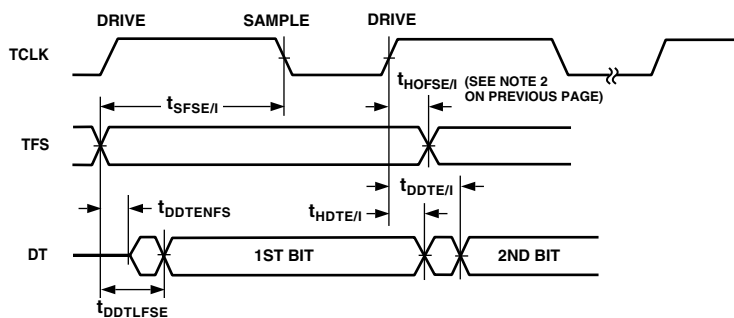 DRIVE SAMPLE DRIVE
TCLK
tHOFSE/I (SEE NOTE 2
ON PREVIOUS PAGE)
tSFSE/I
TFS
tDDTE/I
tDDTENFS
tHDTE/I
DT 1ST BIT 2ND BIT
tDDTLFSE